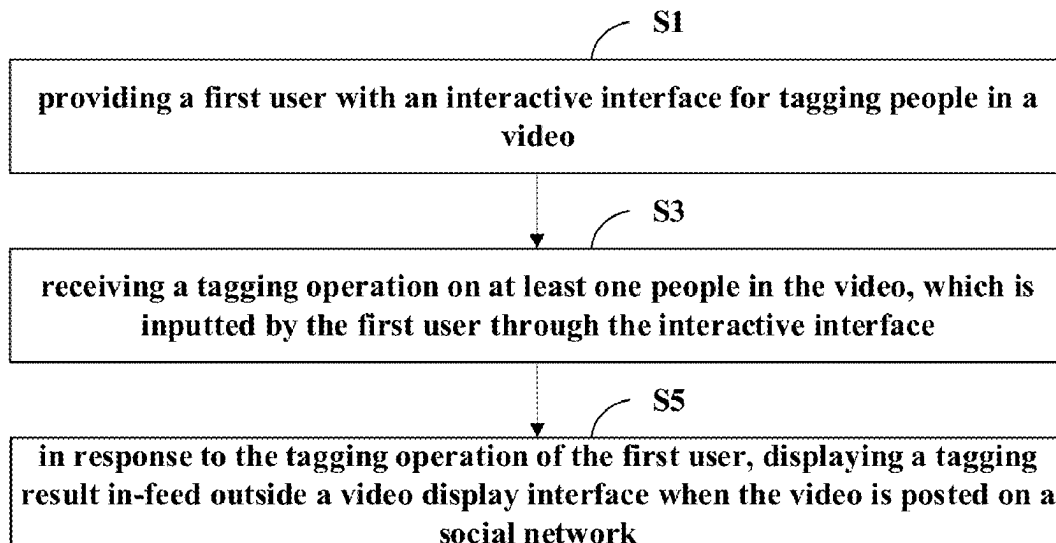 S1
providing a first user with an interactive interface for tagging people in a
video
S3
receiving a tagging operation on at least one people in the video, which is
inputted by the first user through the interactive interface
S5
in response to the tagging operation of the first user, displaying a tagging
result in-feed outside a video display interface when the video is posted on a
social network